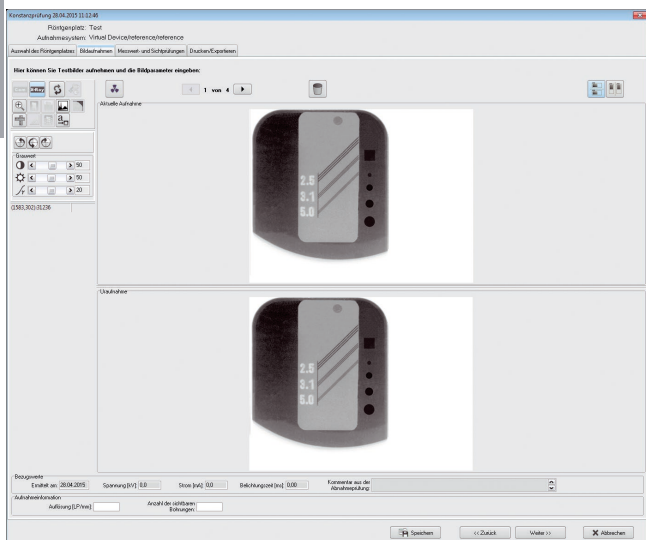 Konstanzprüfung 28.04.2015 11:12:46
Röntgenplatz: Test
Aufnahmesystem: Virtual Device/reference/reference
Auswahl des Röntgenplatzes Bildaufnahmen Messwert- und Sichtprüfungen Drucken/Exportieren
Hier können Sie Testbilder aufnehmen und die Bildparameter eingeben:
1 von 4
Aktuelle Aufnahme
2.5
3.1
5.0
Grauwert
50
50
20
(1583,302):31236
Uraufnahme
2.5
3.1
5.0
Bezugswerte
Ermittelt am: 28.04.2015 Spannung [kV]: 0,0 Strom [mA]: 0,0 Belichtungszeit [ms]: 0,00 Kommentar aus der Abnahmeprüfung:
Aufnahmeinformation
Auflösung [LP/mm]: Anzahl der sichtbaren Bohrungen:
Speichern << Zurück Weiter >> Abbrechen